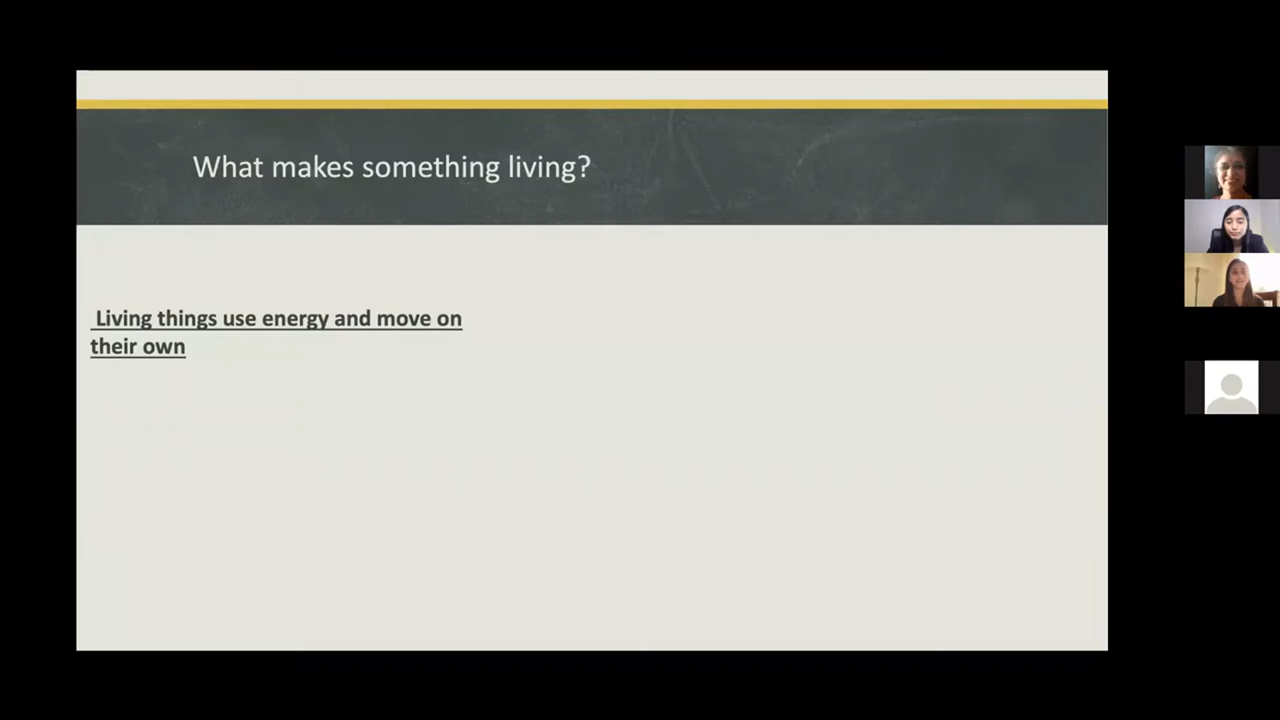 What makes something living?
Living things use energy and move on
their own